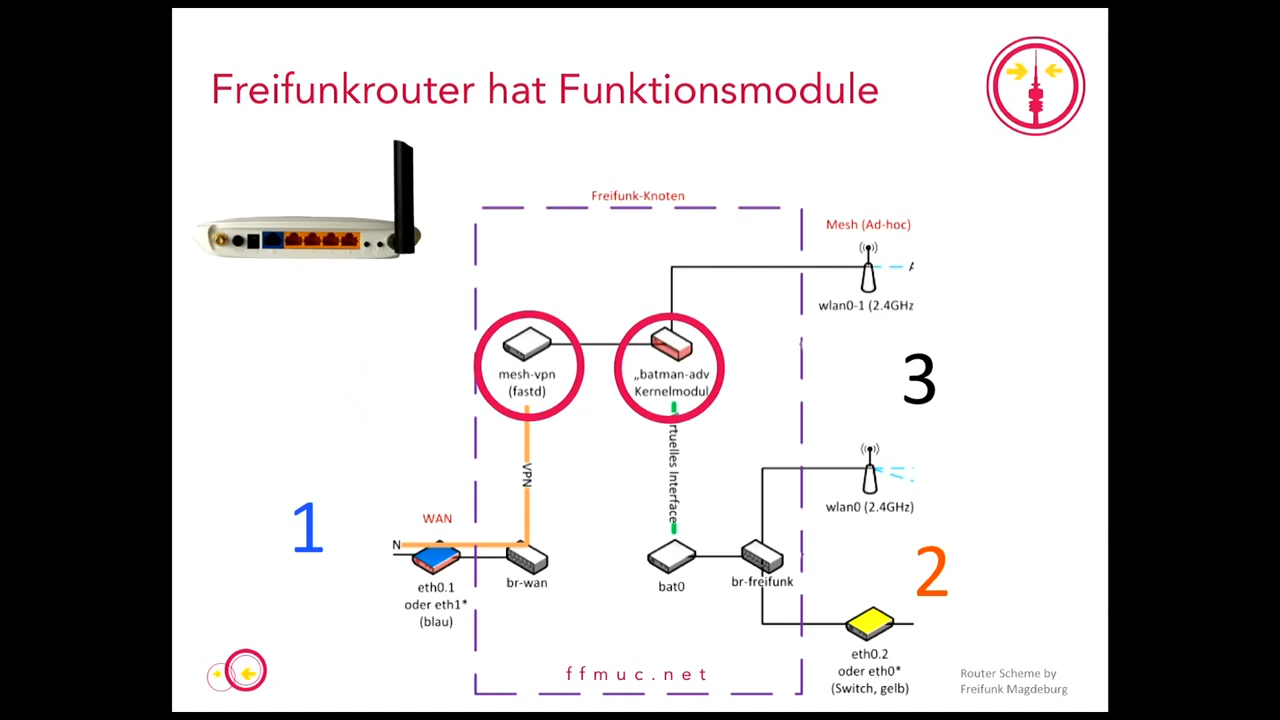 Freifunkrouter hat Funktionsmodule
Freifunk-Knoten
Mesh (Ad-hoc)
A
wlan0-1 (2.4GHz
mesh-vpn
(fastd)
„batman-adv
Kernelmodul
3
VPN
rtuelles Interface
wlan0 (2.4GHz)
1
WAN
N
2
eth0.1
oder eth1*
(blau)
br-wan
bat0
br-freifunk
eth0.2
oder eth0*
(Switch, gelb)
ffmuc.net
Router Scheme by
Freifunk Magdeburg